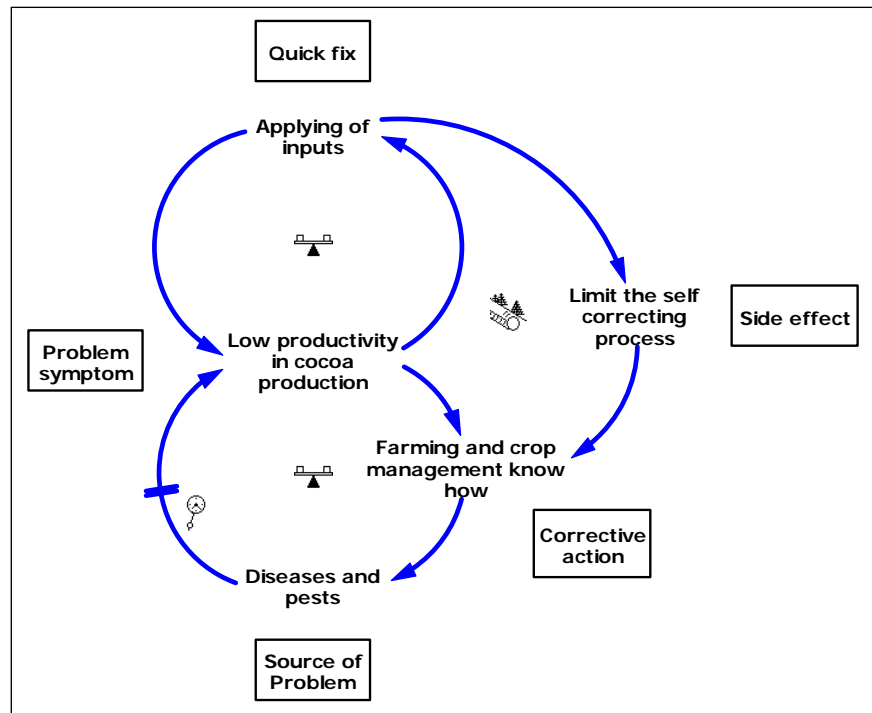 Quick fix
Applying of
inputs
Limit the self
correcting
process
Side effect
Low productivity
in cocoa
production
Problem
symptom
Farming and crop
management know
how
Corrective
action
Diseases and
pests
Source of
Problem